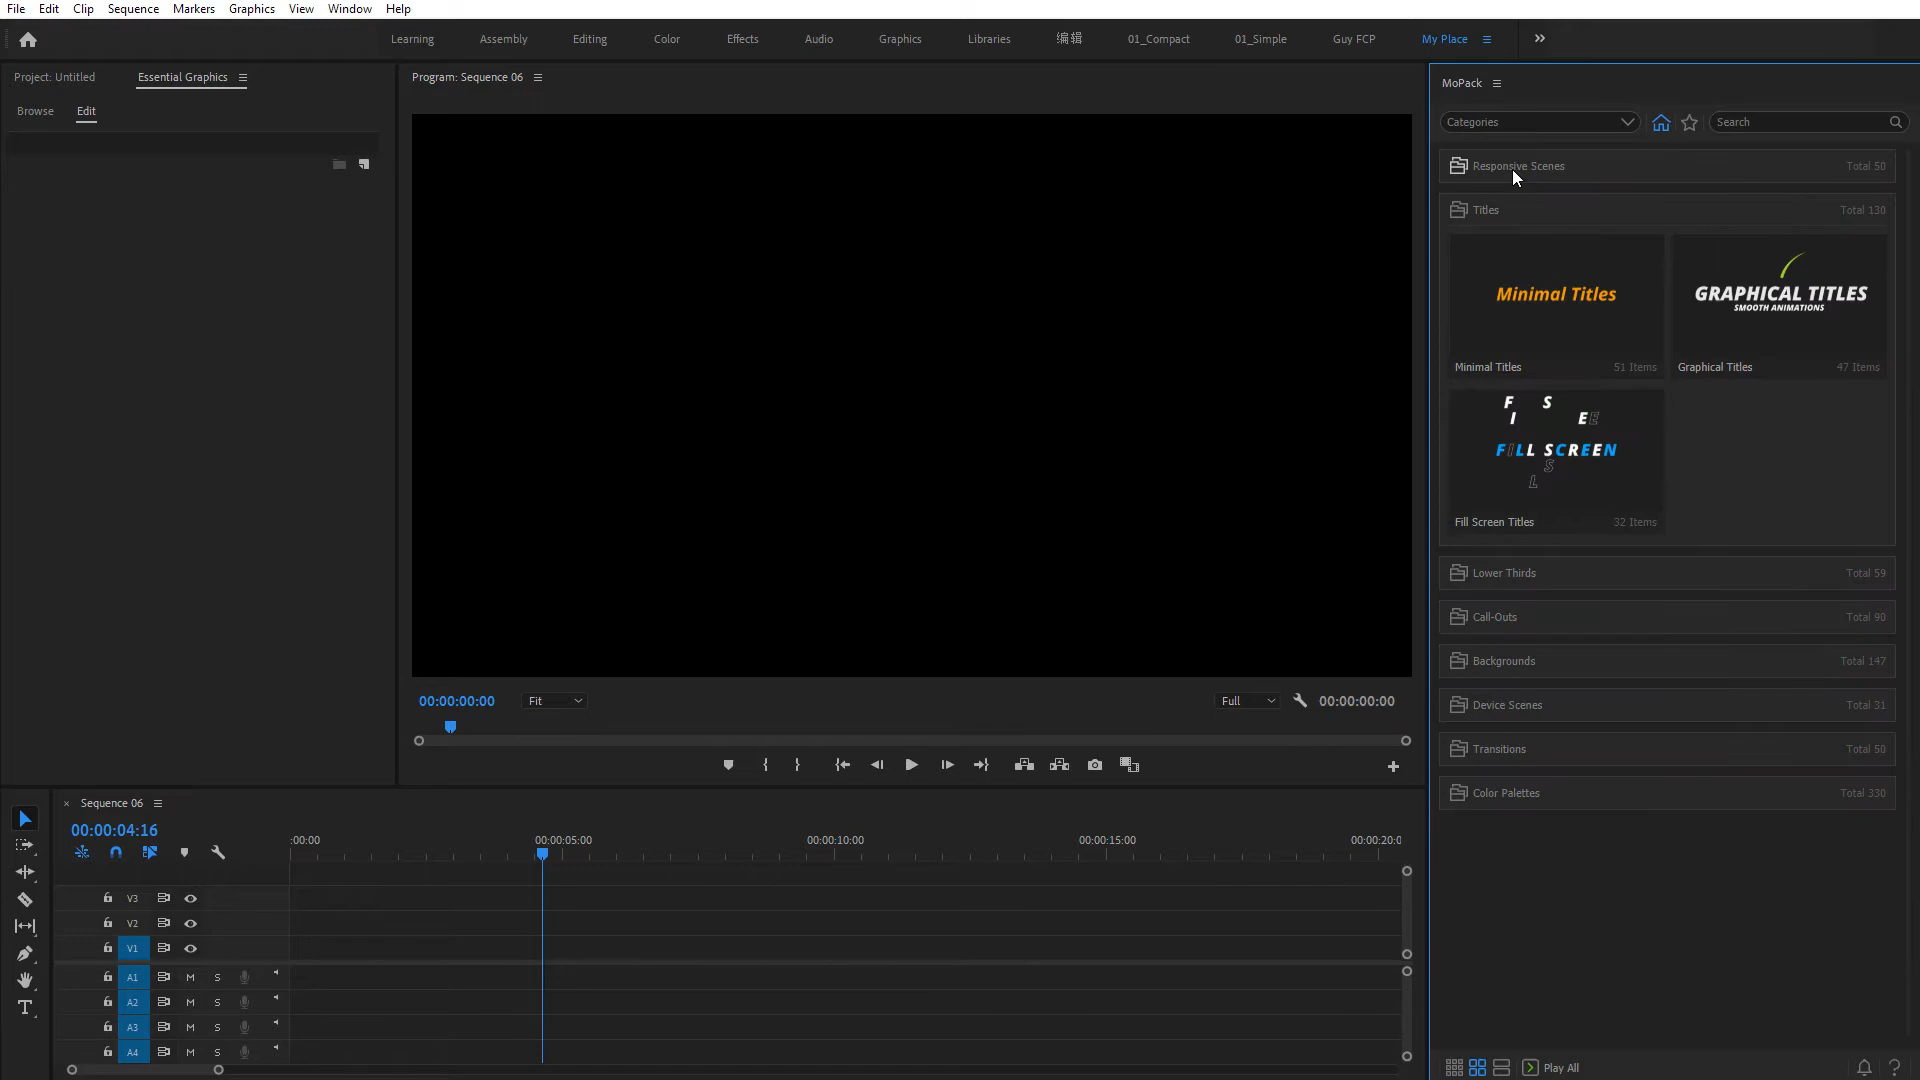 File Edit Clip Sequence Markers Graphics View Window Help
Learning Assembly Editing Color Effects Audio Graphics Libraries 编辑 01_Compact 01_Simple Guy FCP My Place
Project: Untitled Essential Graphics
Browse Edit
Program: Sequence 06
00:00:00:00 Fit Full 00:00:00:00
MoPack
Categories Search
Responsive Scenes Total 50
Titles Total 130
Minimal Titles
GRAPHICAL TITLES
SMOOTH ANIMATIONS
Minimal Titles 51 Items Graphical Titles 47 Items
F S
I EE
FILL SCREEN
S
L
Fill Screen Titles 32 Items
Lower Thirds Total 59
Call-Outs Total 90
Backgrounds Total 147
Device Scenes Total 31
Transitions Total 50
Color Palettes Total 330
Play All
× Sequence 06
00:00:04:16
:00:00 00:00:05:00 00:00:10:00 00:00:15:00 00:00:20:0
V3
V2
V1
A1 M S
A2 M S
A3 M S
A4 M S